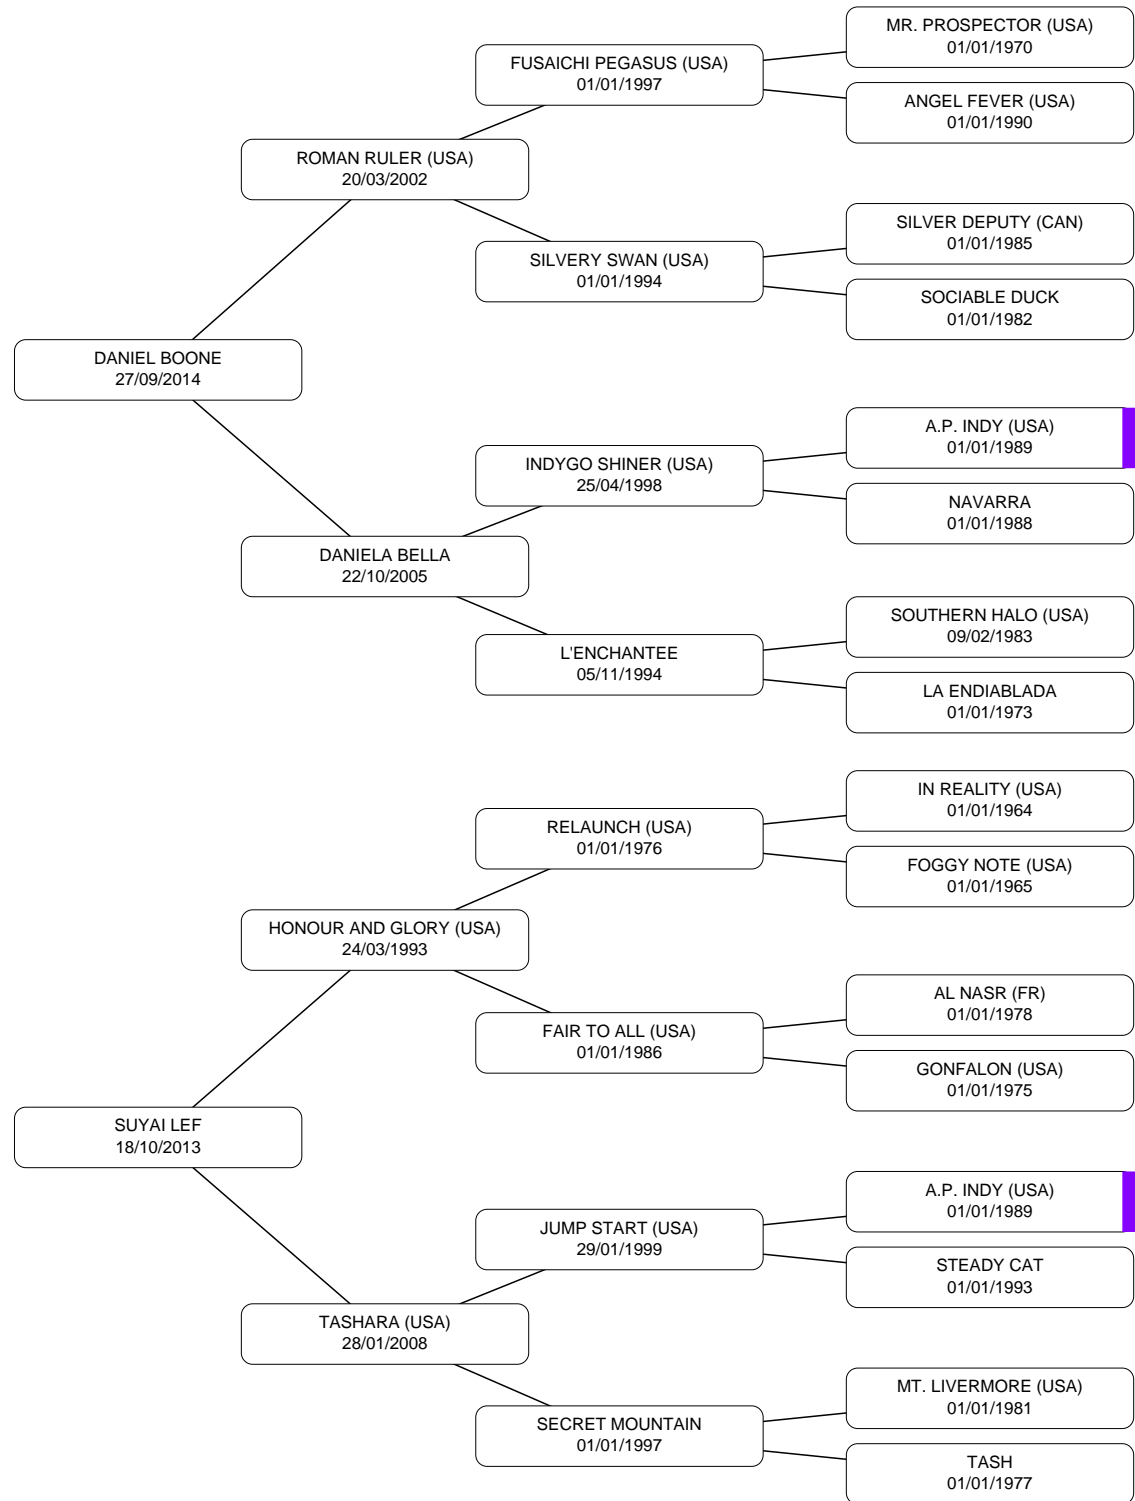 MR. PROSPECTOR (USA)
01/01/1970
FUSAICHI PEGASUS (USA)
01/01/1997
ANGEL FEVER (USA)
01/01/1990
ROMAN RULER (USA)
20/03/2002
SILVER DEPUTY (CAN)
01/01/1985
SILVERY SWAN (USA)
01/01/1994
SOCIABLE DUCK
01/01/1982
DANIEL BOONE
27/09/2014
A.P. INDY (USA)
01/01/1989
INDYGO SHINER (USA)
25/04/1998
NAVARRA
01/01/1988
DANIELA BELLA
22/10/2005
SOUTHERN HALO (USA)
09/02/1983
L'ENCHANTEE
05/11/1994
LA ENDIABLADA
01/01/1973
IN REALITY (USA)
01/01/1964
RELAUNCH (USA)
01/01/1976
FOGGY NOTE (USA)
01/01/1965
HONOUR AND GLORY (USA)
24/03/1993
AL NASR (FR)
01/01/1978
FAIR TO ALL (USA)
01/01/1986
GONFALON (USA)
01/01/1975
SUYAI LEF
18/10/2013
A.P. INDY (USA)
01/01/1989
JUMP START (USA)
29/01/1999
STEADY CAT
01/01/1993
TASHARA (USA)
28/01/2008
MT. LIVERMORE (USA)
01/01/1981
SECRET MOUNTAIN
01/01/1997
TASH
01/01/1977